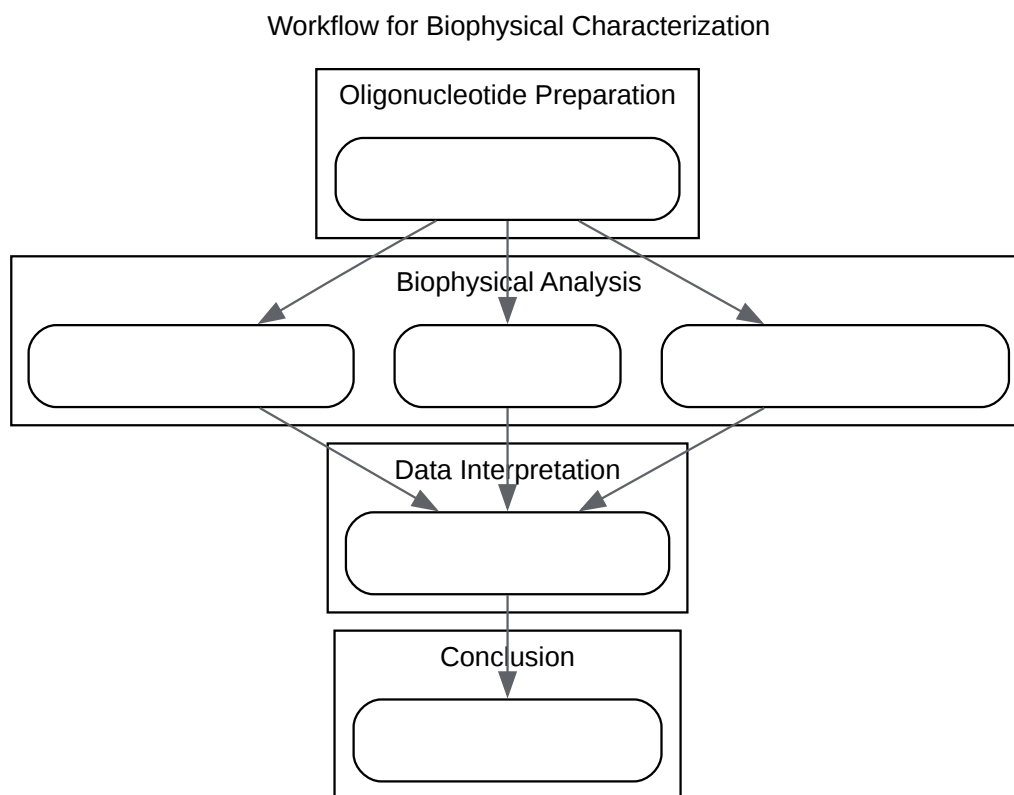 Workflow for Biophysical Characterization
Oligonucleotide Preparation
Biophysical Analysis
Data Interpretation
Conclusion